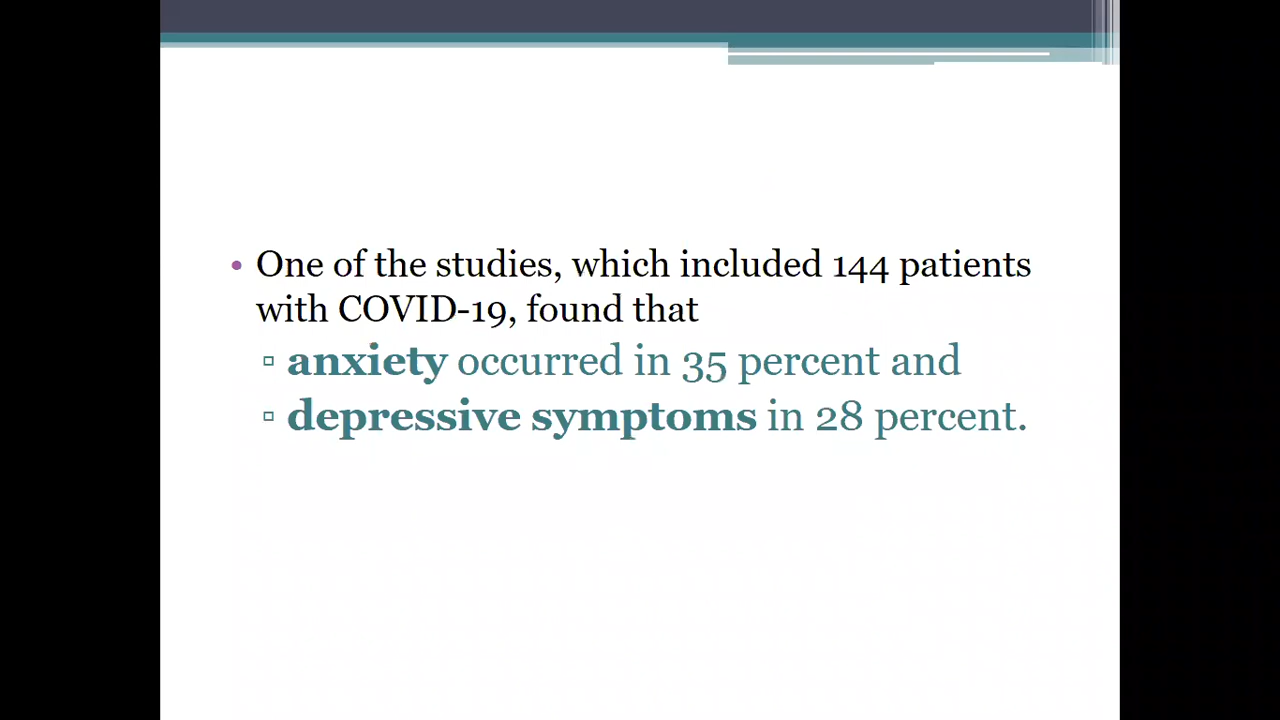 • One of the studies, which included 144 patients
with COVID-19, found that
▫ anxiety occurred in 35 percent and
▫ depressive symptoms in 28 percent.